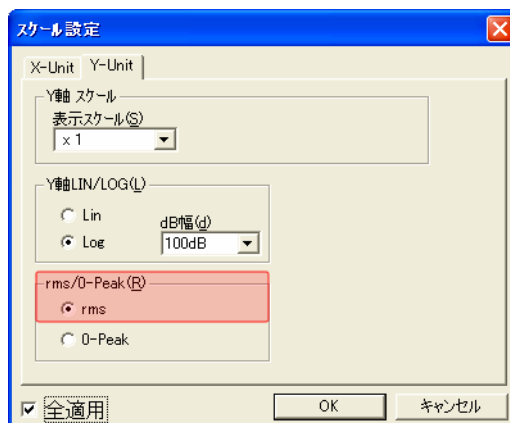 スケール設定
X-Unit Y-Unit
Y軸 スケール
表示スケール(S)
x 1
Y軸LIN/LOG(L)
Lin
dB幅(d)
Log
100dB
rms/0-Peak(R)
rms
0-Peak
全適用
OK
キャンセル